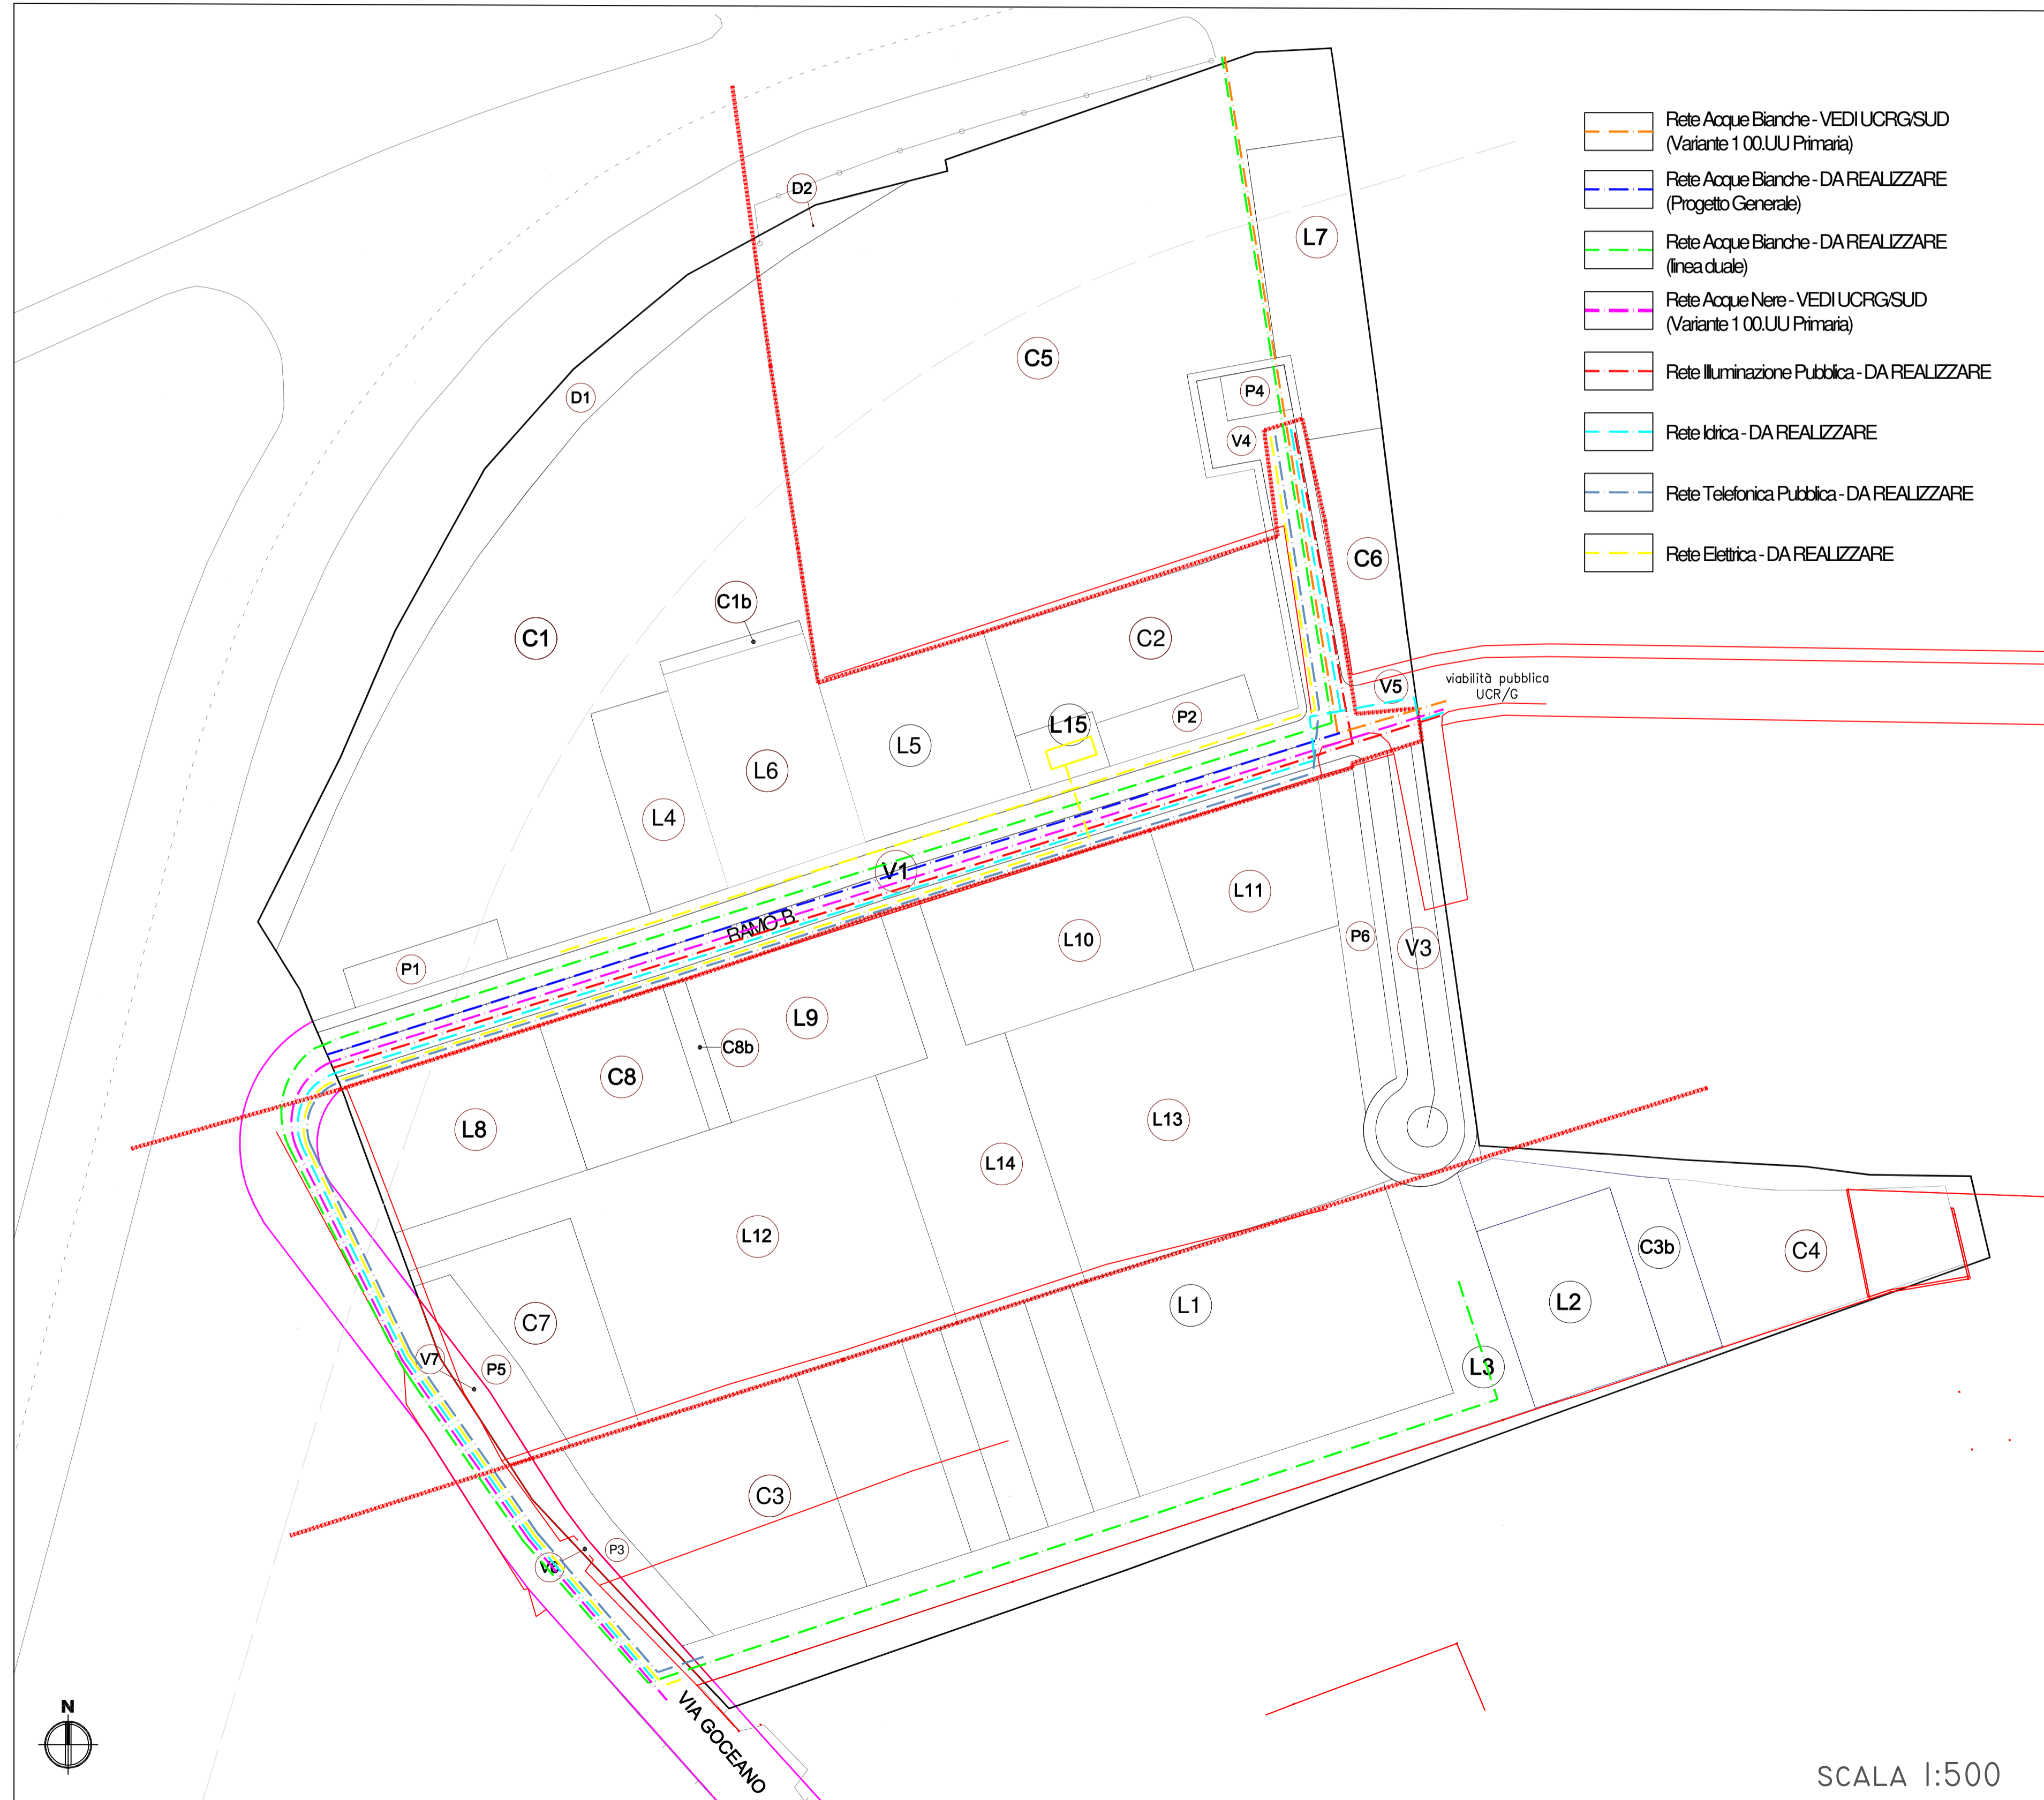 Rete Acque Bianche - VEDI UCRG/SUD
(Variante 1 00.UU Primaria)
Rete Acque Bianche - DA REALIZZARE
(Progetto Generale)
Rete Acque Bianche - DA REALIZZARE
(linea duale)
Rete Acque Nere - VEDI UCRG/SUD
(Variante 1 00.UU Primaria)
Rete Illuminazione Pubblica - DA REALIZZARE
Rete Idrica - DA REALIZZARE
Rete Telefonica Pubblica - DA REALIZZARE
Rete Elettrica - DA REALIZZARE
D2
L7
C5
P4
D1
V4
C6
C1b
C1
C2
V5
viabilità pubblica
UCR/G
P2
L15
L5
L6
L4
V1
L11
RAMO B
P6
L10
V3
P1
L9
C8b
C8
L13
L8
L14
L12
C3b
C4
L2
L1
C7
V7
P5
L3
C3
P3
VIA GOCEANO
N
SCALA 1:500